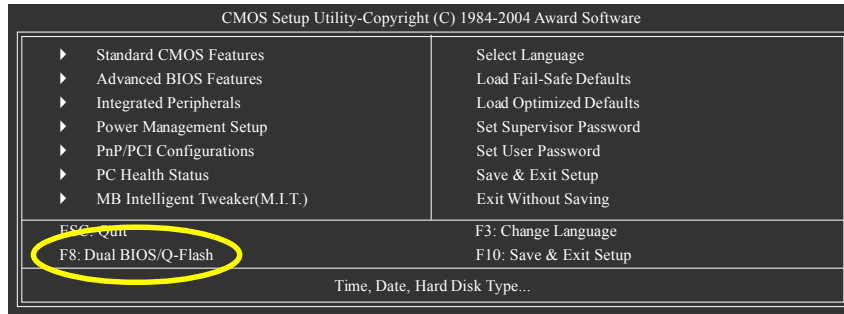 CMOS Setup Utility-Copyright (C) 1984-2004 Award Software
Standard CMOS Features
Advanced BIOS Features
Integrated Peripherals
Power Management Setup
PnP/PCI Configurations
PC Health Status
MB Intelligent Tweaker(M.I.T.)
Select Language
Load Fail-Safe Defaults
Load Optimized Defaults
Set Supervisor Password
Set User Password
Save & Exit Setup
Exit Without Saving
ESC: Quit
F3: Change Language
F8: Dual BIOS/Q-Flash
F10: Save & Exit Setup
Time, Date, Hard Disk Type...